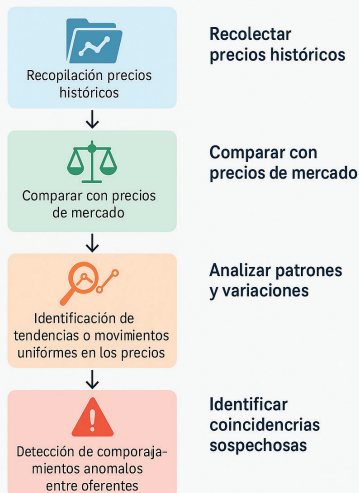 Recopilación precios
históricos
Recolectar
precios históricos
Comparar con precios
de mercado
Comparar con
precios de mercado
Identificación de
tendencias o movimientos
uniformes en los precios
Analizar patrones
y variaciones
Detección de comporaja-
mientos anomalos
entre oferentes
Identificar
coincidencrias
sospechosas